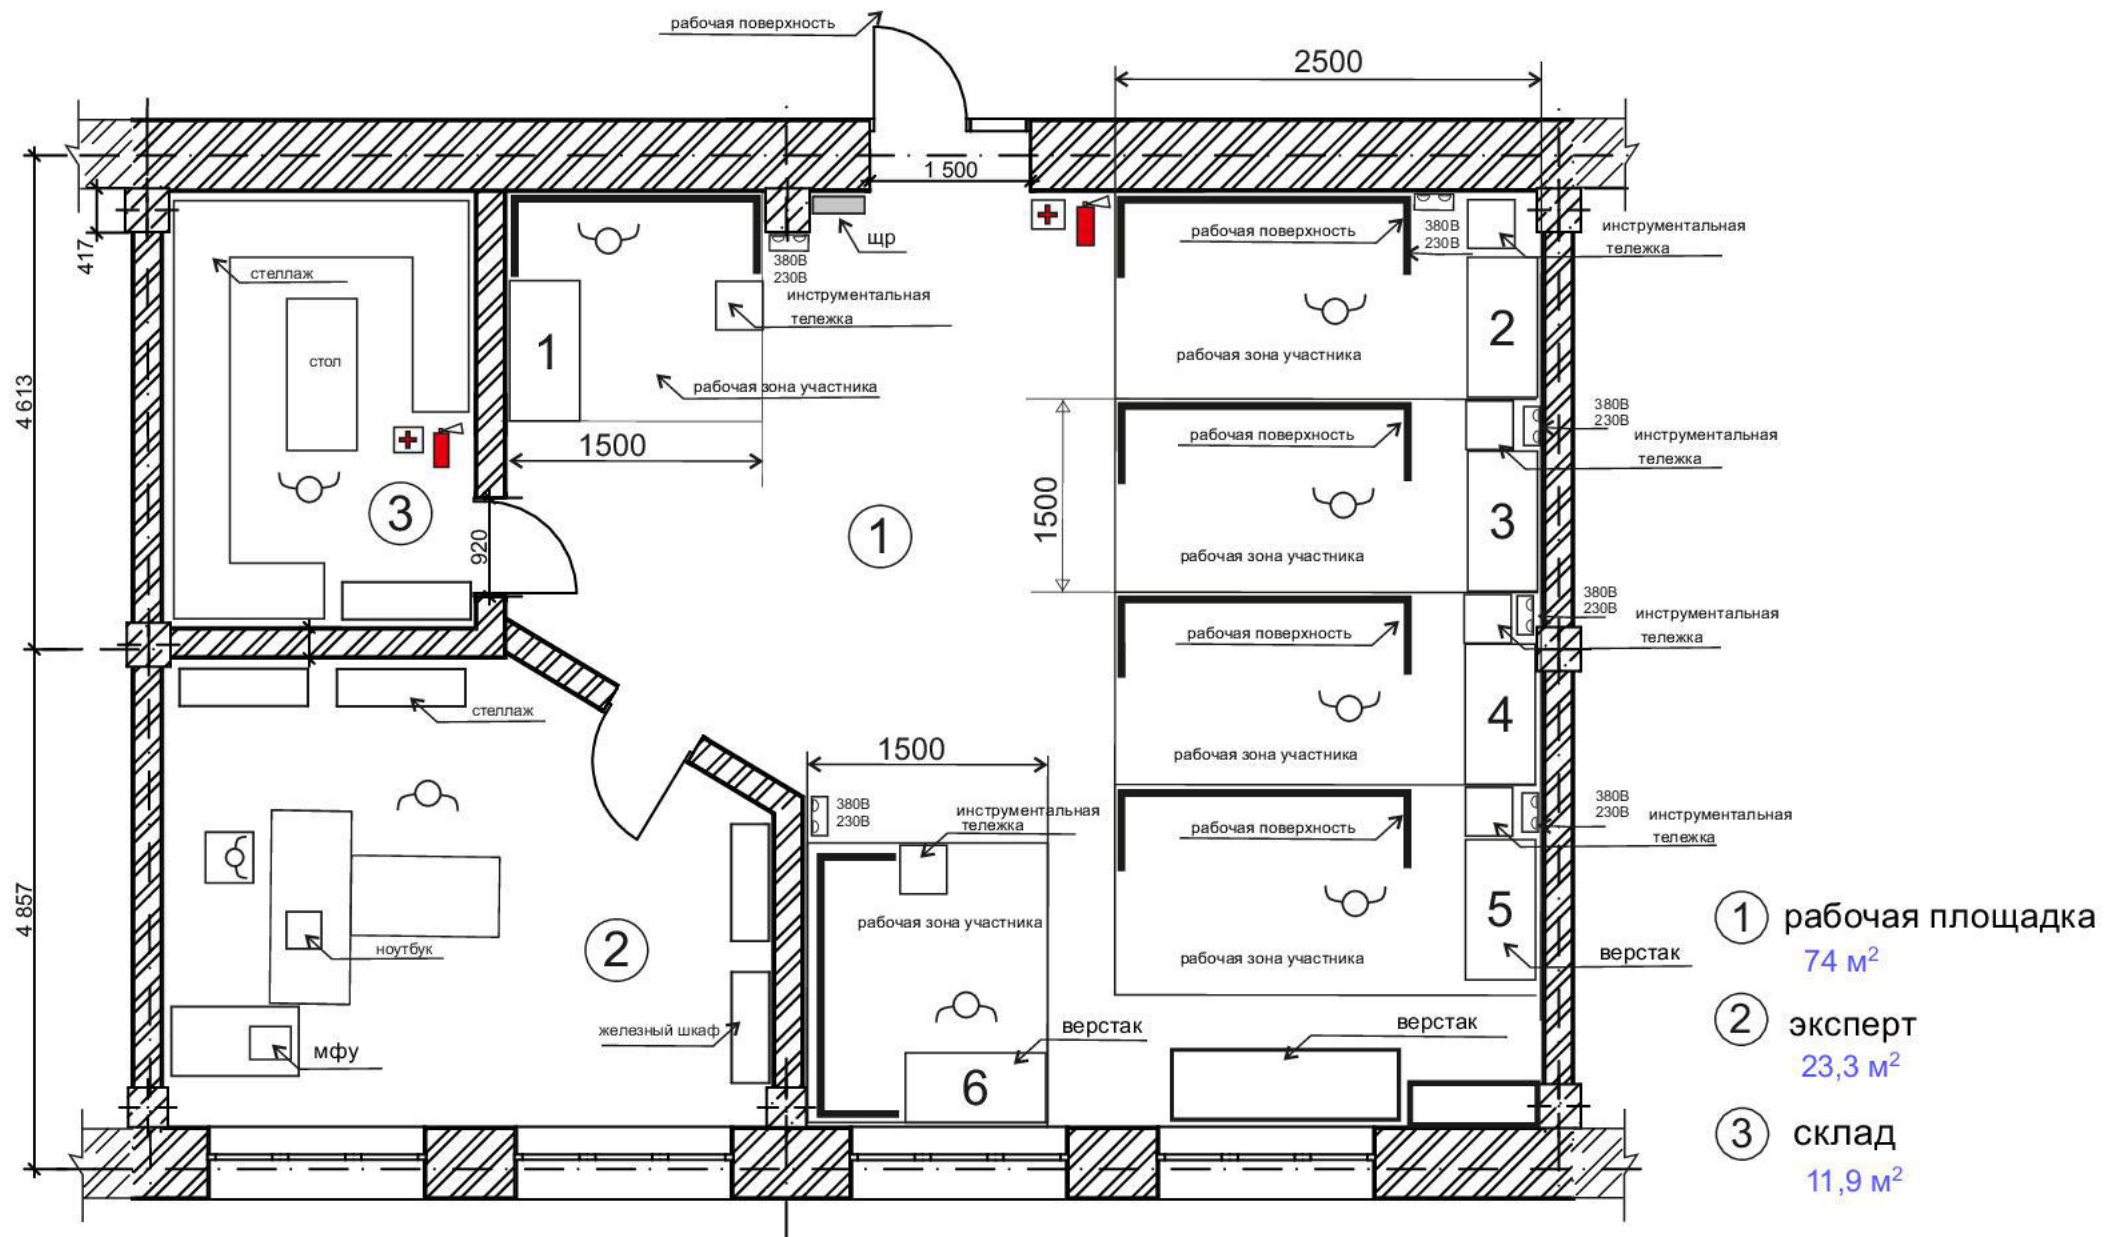 рабочая поверхность
2500
1 500
417
4 613
4 857
стеллаж
стол
3
920
1
1500
380В
230В
щр
инструментальная
тележка
рабочая зона участника
1
рабочая поверхность
380В
230В
инструментальная
тележка
2
рабочая зона участника
1500
рабочая поверхность
380В
230В
инструментальная
тележка
3
рабочая зона участника
рабочая поверхность
380В
230В
инструментальная
тележка
4
рабочая зона участника
рабочая поверхность
380В
230В
инструментальная
тележка
5
рабочая зона участника
верстак
стеллаж
ноутбук
2
мфу
железный шкаф
1500
380В
230В
инструментальная
тележка
рабочая зона участника
верстак
6
верстак
1 рабочая площадка
74 м²
2 эксперт
23,3 м²
3 склад
11,9 м²